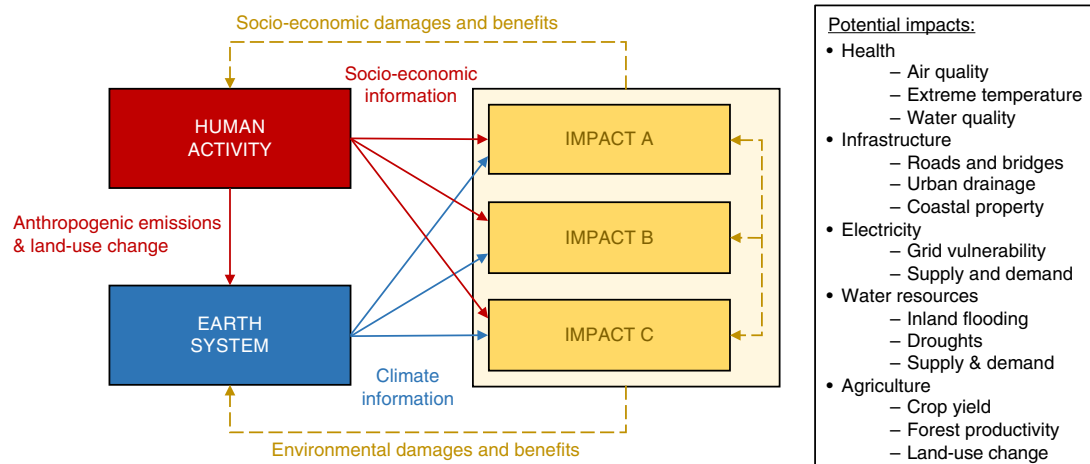 Socio-economic damages and benefits
Socio-economic
information
HUMAN
ACTIVITY
IMPACT A
Anthropogenic emissions
& land-use change
IMPACT B
EARTH
SYSTEM
IMPACT C
Climate
information
Environmental damages and benefits
Potential impacts:
• Health
– Air quality
– Extreme temperature
– Water quality
• Infrastructure
– Roads and bridges
– Urban drainage
– Coastal property
• Electricity
– Grid vulnerability
– Supply and demand
• Water resources
– Inland flooding
– Droughts
– Supply & demand
• Agriculture
– Crop yield
– Forest productivity
– Land-use change